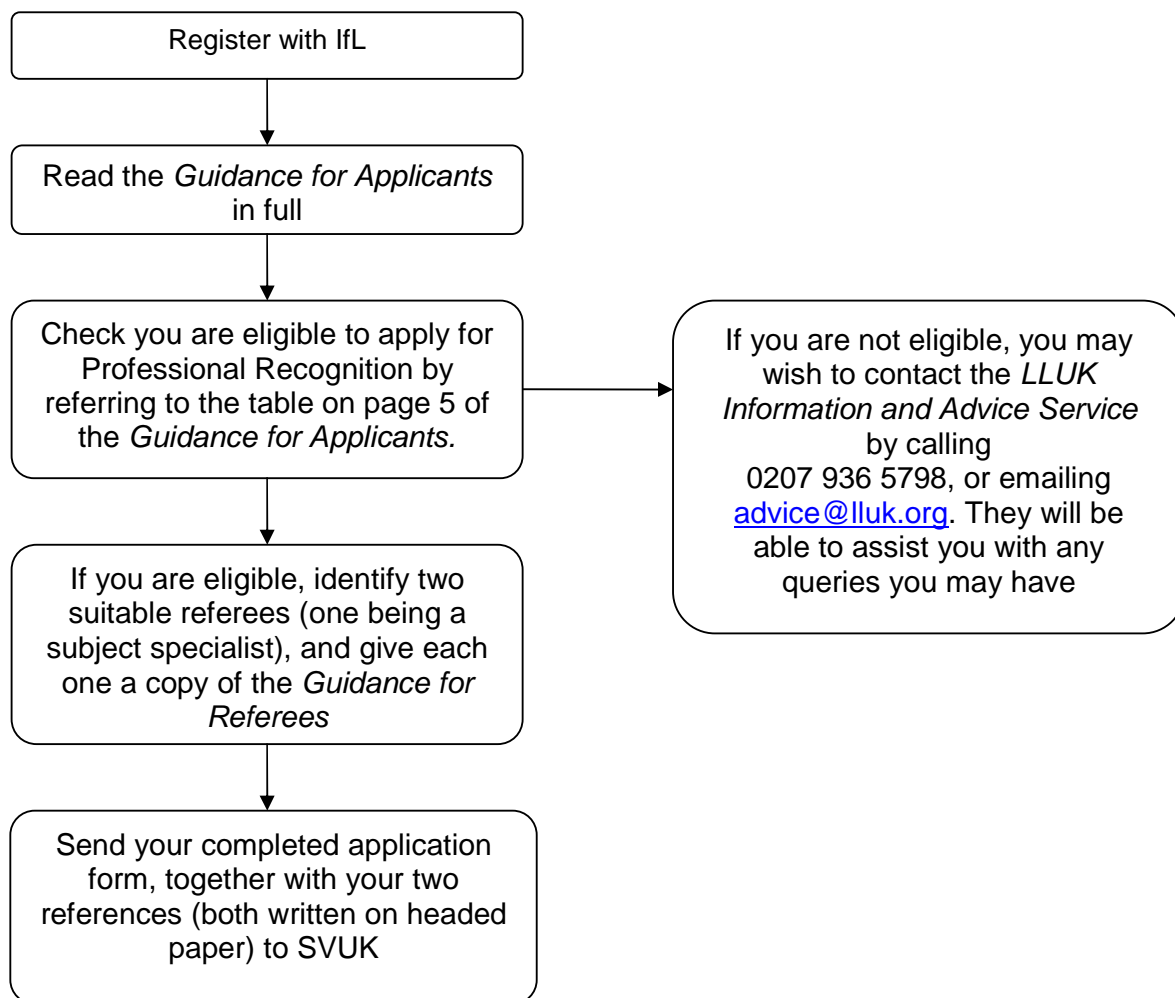 Register with IfL
Read the Guidance for Applicants
in full
Check you are eligible to apply for
Professional Recognition by
referring to the table on page 5 of
the Guidance for Applicants.
If you are not eligible, you may
wish to contact the LLUK
Information and Advice Service
by calling
0207 936 5798, or emailing
advice@lluk.org. They will be
able to assist you with any
queries you may have
If you are eligible, identify two
suitable referees (one being a
subject specialist), and give each
one a copy of the Guidance for
Referees
Send your completed application
form, together with your two
references (both written on headed
paper) to SVUK